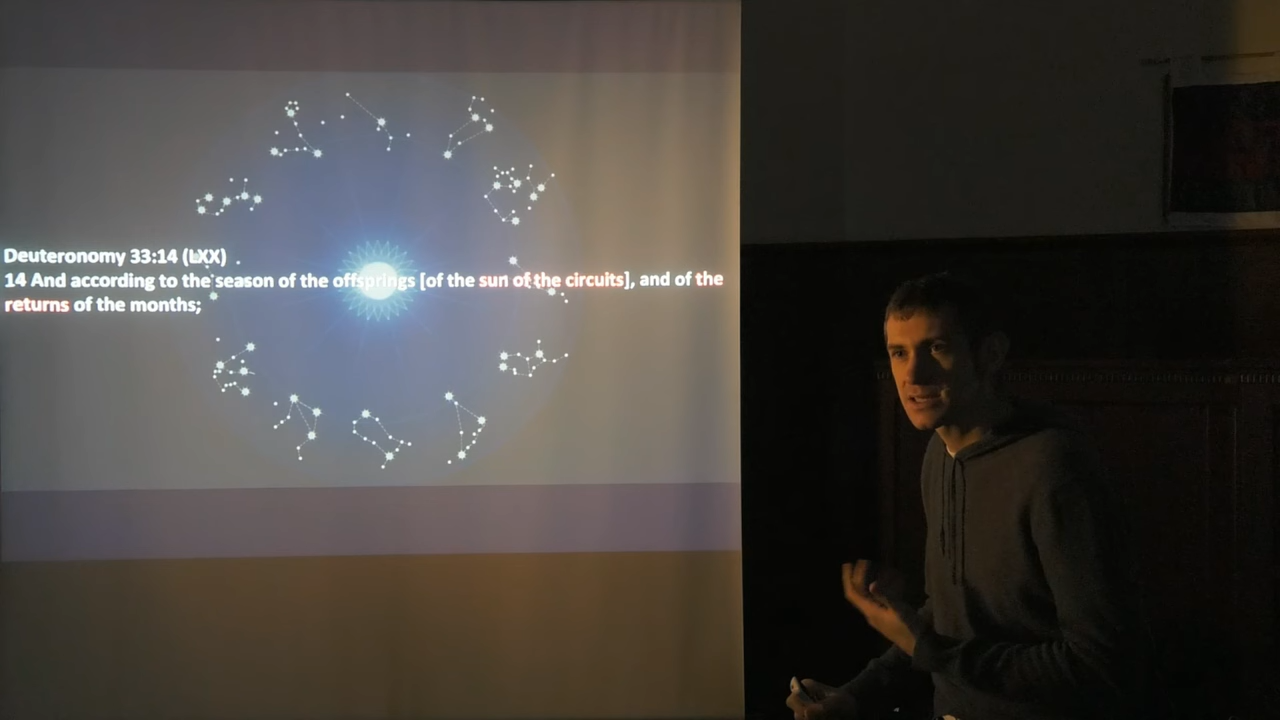 Deuteronomy 33:14 (LXX)
14 And according to the season of the offsprings [of the sun of the circuits], and of the
returns of the months;